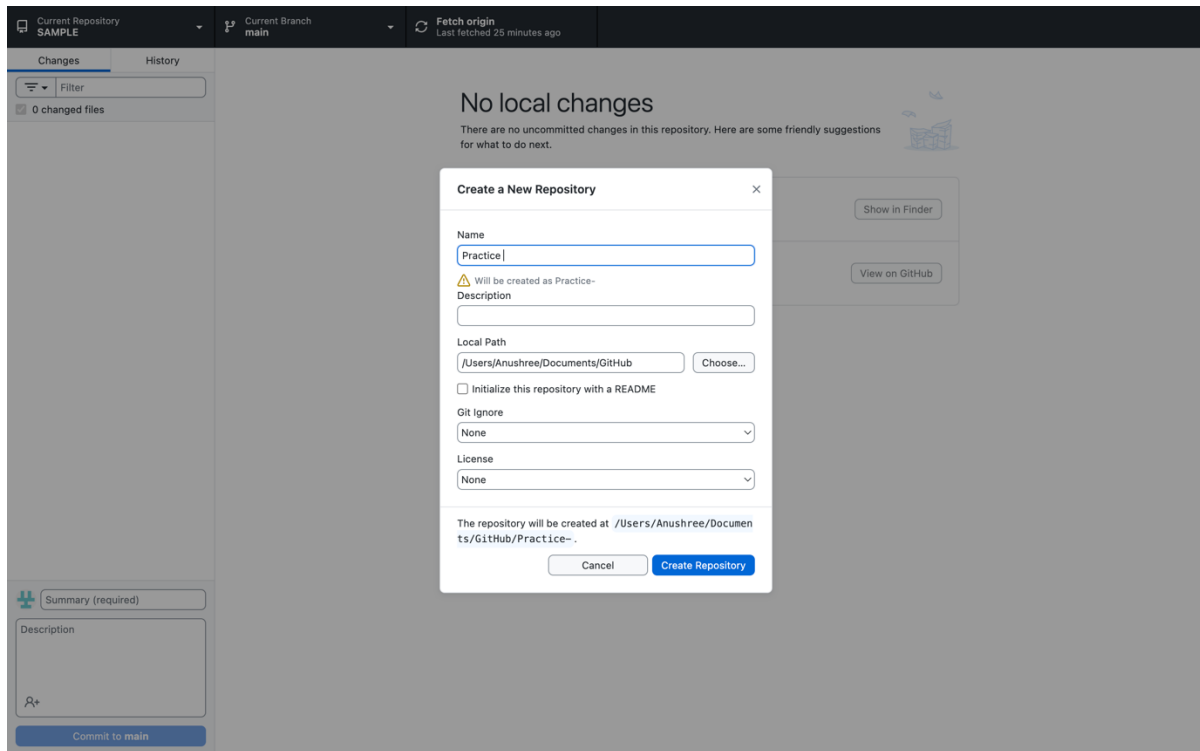 Current Repository
SAMPLE
Current Branch
main
Fetch origin
Last fetched 25 minutes ago
Changes
History
Filter
0 changed files
No local changes
There are no uncommitted changes in this repository. Here are some friendly suggestions
for what to do next.
Show in Finder
View on GitHub
Create a New Repository
Name
Practice
Will be created as Practice-
Description
Local Path
/Users/Anushree/Documents/GitHub
Choose...
Initialize this repository with a README
Git Ignore
None
License
None
The repository will be created at /Users/Anushree/Documen
ts/GitHub/Practice-.
Cancel
Create Repository
Summary (required)
Description
Commit to main